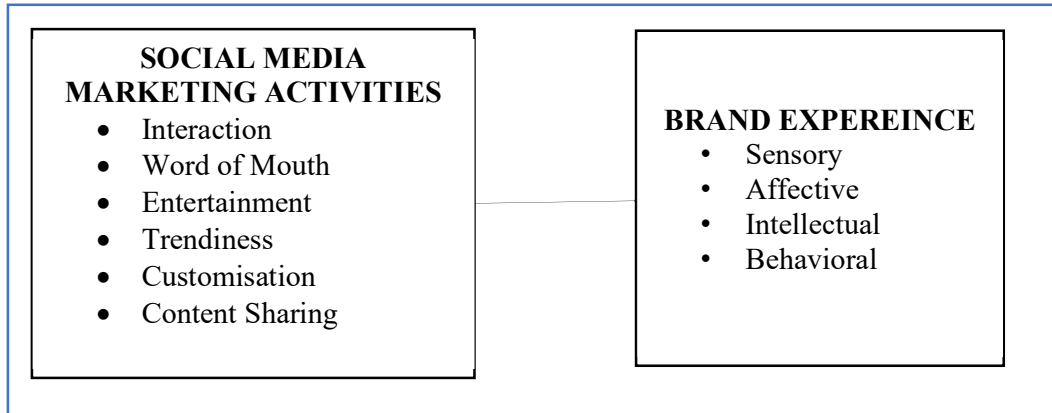 SOCIAL MEDIA
MARKETING ACTIVITIES
• Interaction
• Word of Mouth
• Entertainment
• Trendiness
• Customisation
• Content Sharing
BRAND EXPEREINCE
• Sensory
• Affective
• Intellectual
• Behavioral